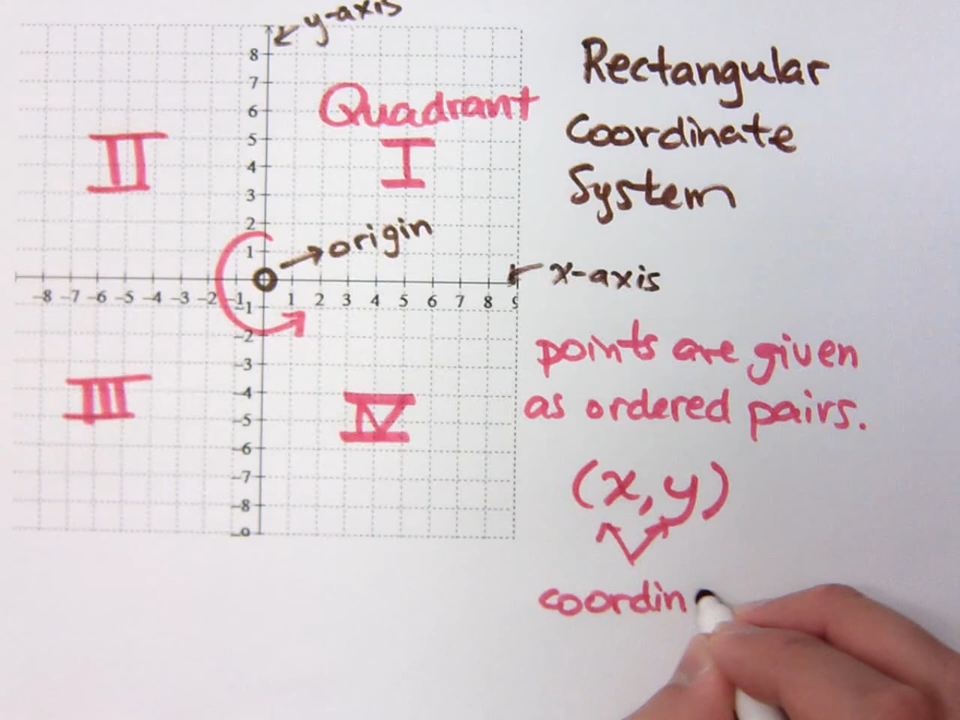 y-axis
8
7
6
5
4
3
2
1
Quadrant
I
II
origin
-8 -7 -6 -5 -4 -3 -2 -1 1 2 3 4 5 6 7 8 9
-1
-2
-3
-4
-5
-6
-7
-8
-9
III
IV
Rectangular
Coordinate
System
x-axis
points are given
as ordered pairs.
(x,y)
coordin